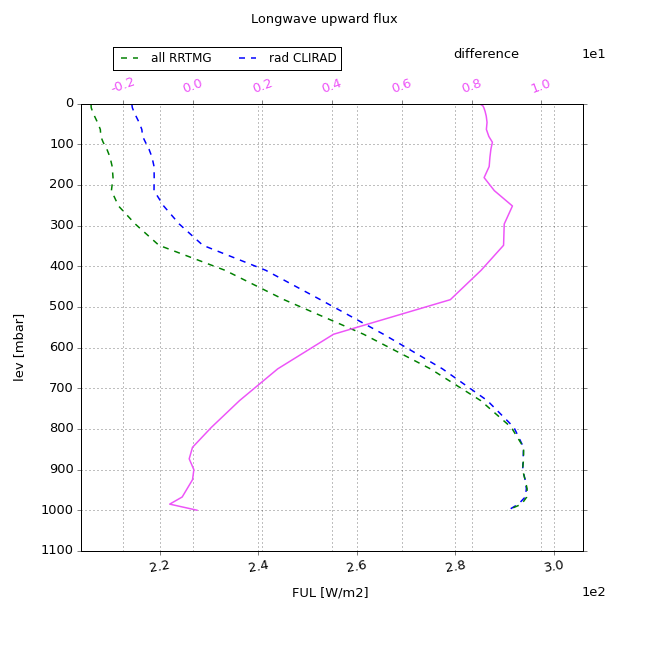 Longwave upward flux
all RRTMG rad CLIRAD
difference 1e1
-0.2 0.0 0.2 0.4 0.6 0.8 1.0
0
100
200
300
400
500
600
700
800
900
1000
1100
lev [mbar]
2.2 2.4 2.6 2.8 3.0
FUL [W/m2] 1e2